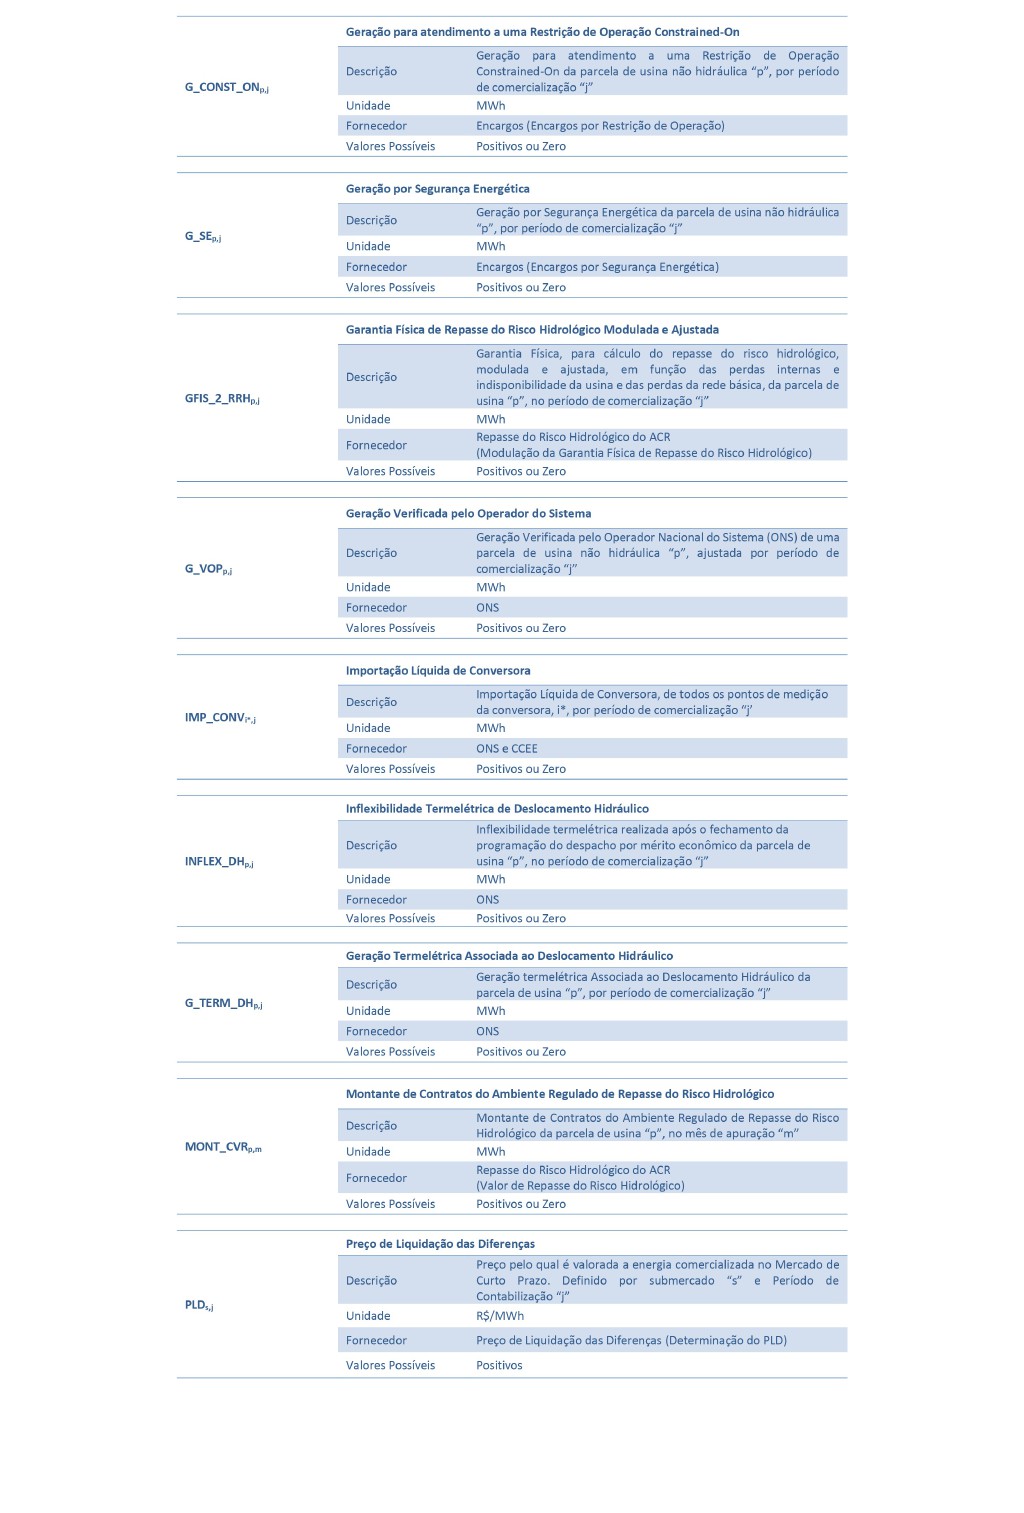 Geração para atendimento a uma Restrição de Operação Constrained-On
G_CONST_ONp,j
Descrição
Geração para atendimento a uma Restrição de Operação
Constrained-On da parcela de usina não hidráulica “p”, por período
de comercialização “j”
Unidade MWh
Fornecedor Encargos (Encargos por Restrição de Operação)
Valores Possíveis Positivos ou Zero
Geração por Segurança Energética
G_SEp,j
Descrição
Geração por Segurança Energética da parcela de usina não hidráulica
“p”, por período de comercialização “j”
Unidade MWh
Fornecedor Encargos (Encargos por Segurança Energética)
Valores Possíveis Positivos ou Zero
Garantia Física de Repasse do Risco Hidrológico Modulada e Ajustada
GFIS_2_RRHp,j
Descrição
Garantia Física, para cálculo do repasse do risco hidrológico,
modulada e ajustada, em função das perdas internas e
indisponibilidade da usina e das perdas da rede básica, da parcela de
usina “p”, no período de comercialização “j”
Unidade MWh
Fornecedor
Repasse do Risco Hidrológico do ACR
(Modulação da Garantia Física de Repasse do Risco Hidrológico)
Valores Possíveis Positivos ou Zero
Geração Verificada pelo Operador do Sistema
G_VOPp,j
Descrição
Geração Verificada pelo Operador Nacional do Sistema (ONS) de uma
parcela de usina não hidráulica “p”, ajustada por período de
comercialização “j”
Unidade MWh
Fornecedor ONS
Valores Possíveis Positivos ou Zero
Importação Líquida de Conversora
IMP_CONVi*,j
Descrição
Importação Líquida de Conversora, de todos os pontos de medição
da conversora, i*, por período de comercialização “j’
Unidade MWh
Fornecedor ONS e CCEE
Valores Possíveis Positivos ou Zero
Inflexibilidade Termelétrica de Deslocamento Hidráulico
INFLEX_DHp,j
Descrição
Inflexibilidade termelétrica realizada após o fechamento da
programação do despacho por mérito econômico da parcela de
usina “p”, no período de comercialização “j”
Unidade MWh
Fornecedor ONS
Valores Possíveis Positivos ou Zero
Geração Termelétrica Associada ao Deslocamento Hidráulico
G_TERM_DHp,j
Descrição
Geração termelétrica Associada ao Deslocamento Hidráulico da
parcela de usina “p”, por período de comercialização “j”
Unidade MWh
Fornecedor ONS
Valores Possíveis Positivos ou Zero
Montante de Contratos do Ambiente Regulado de Repasse do Risco Hidrológico
MONT_CVRp,m
Descrição
Montante de Contratos do Ambiente Regulado de Repasse do Risco
Hidrológico da parcela de usina “p”, no mês de apuração “m”
Unidade MWh
Fornecedor
Repasse do Risco Hidrológico do ACR
(Valor de Repasse do Risco Hidrológico)
Valores Possíveis Positivos ou Zero
Preço de Liquidação das Diferenças
PLDs,j
Descrição
Preço pelo qual é valorada a energia comercializada no Mercado de
Curto Prazo. Definido por submercado “s” e Período de
Contabilização “j”
Unidade R$/MWh
Fornecedor Preço de Liquidação das Diferenças (Determinação do PLD)
Valores Possíveis Positivos